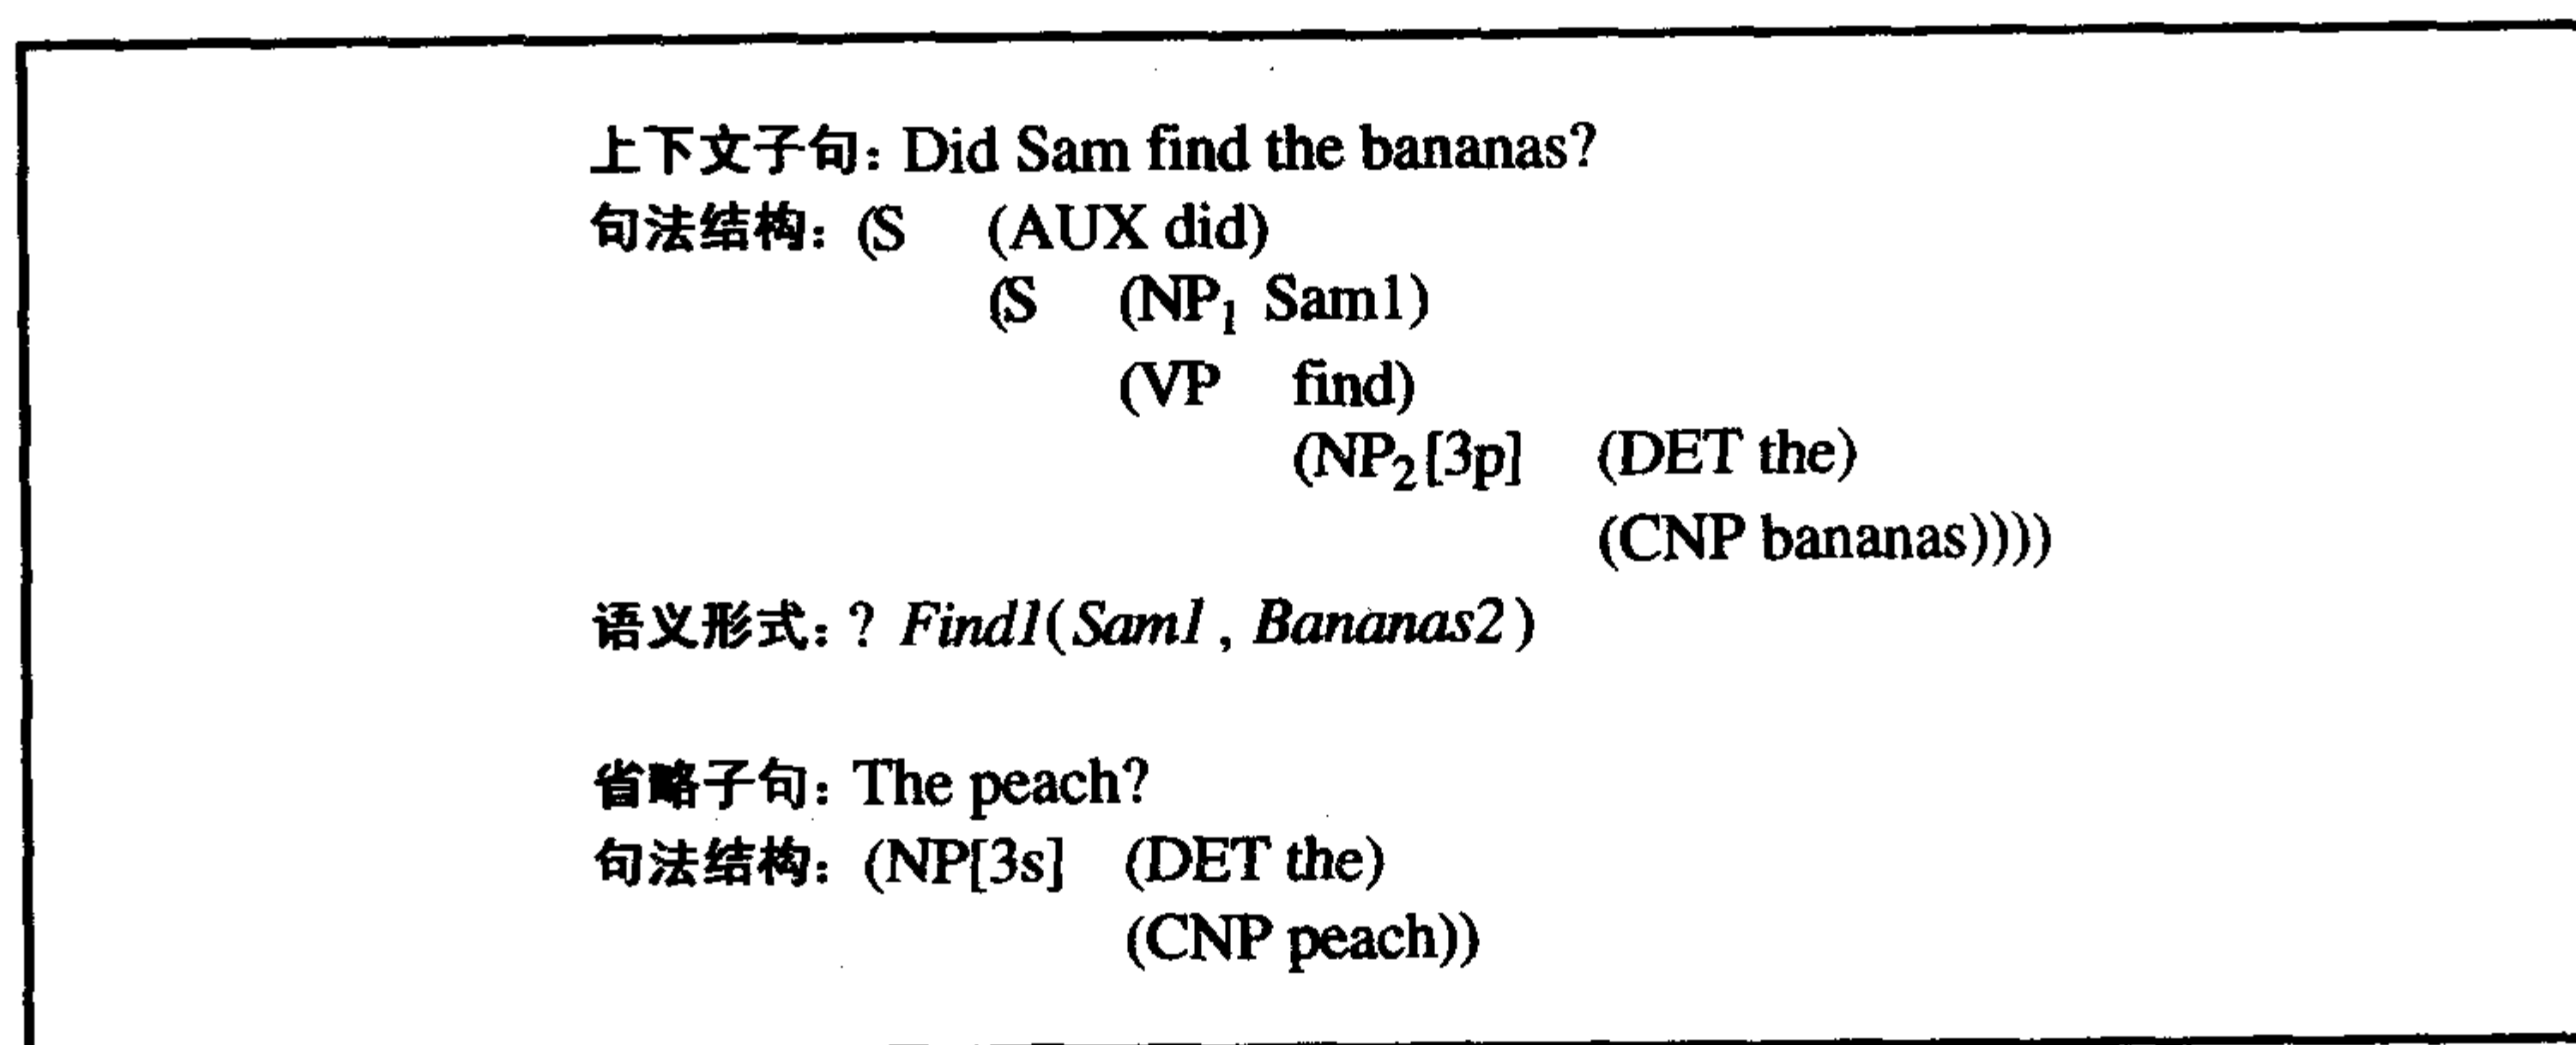 上下文子句：Did Sam find the bananas?
句法结构：(S (AUX did)
(S (NP₁ Sam1)
(VP find)
(NP₂[3p] (DET the)
(CNP bananas))))
语义形式：? Find1(Sam1, Bananas2)
省略子句：The peach?
句法结构：(NP[3s] (DET the)
(CNP peach))